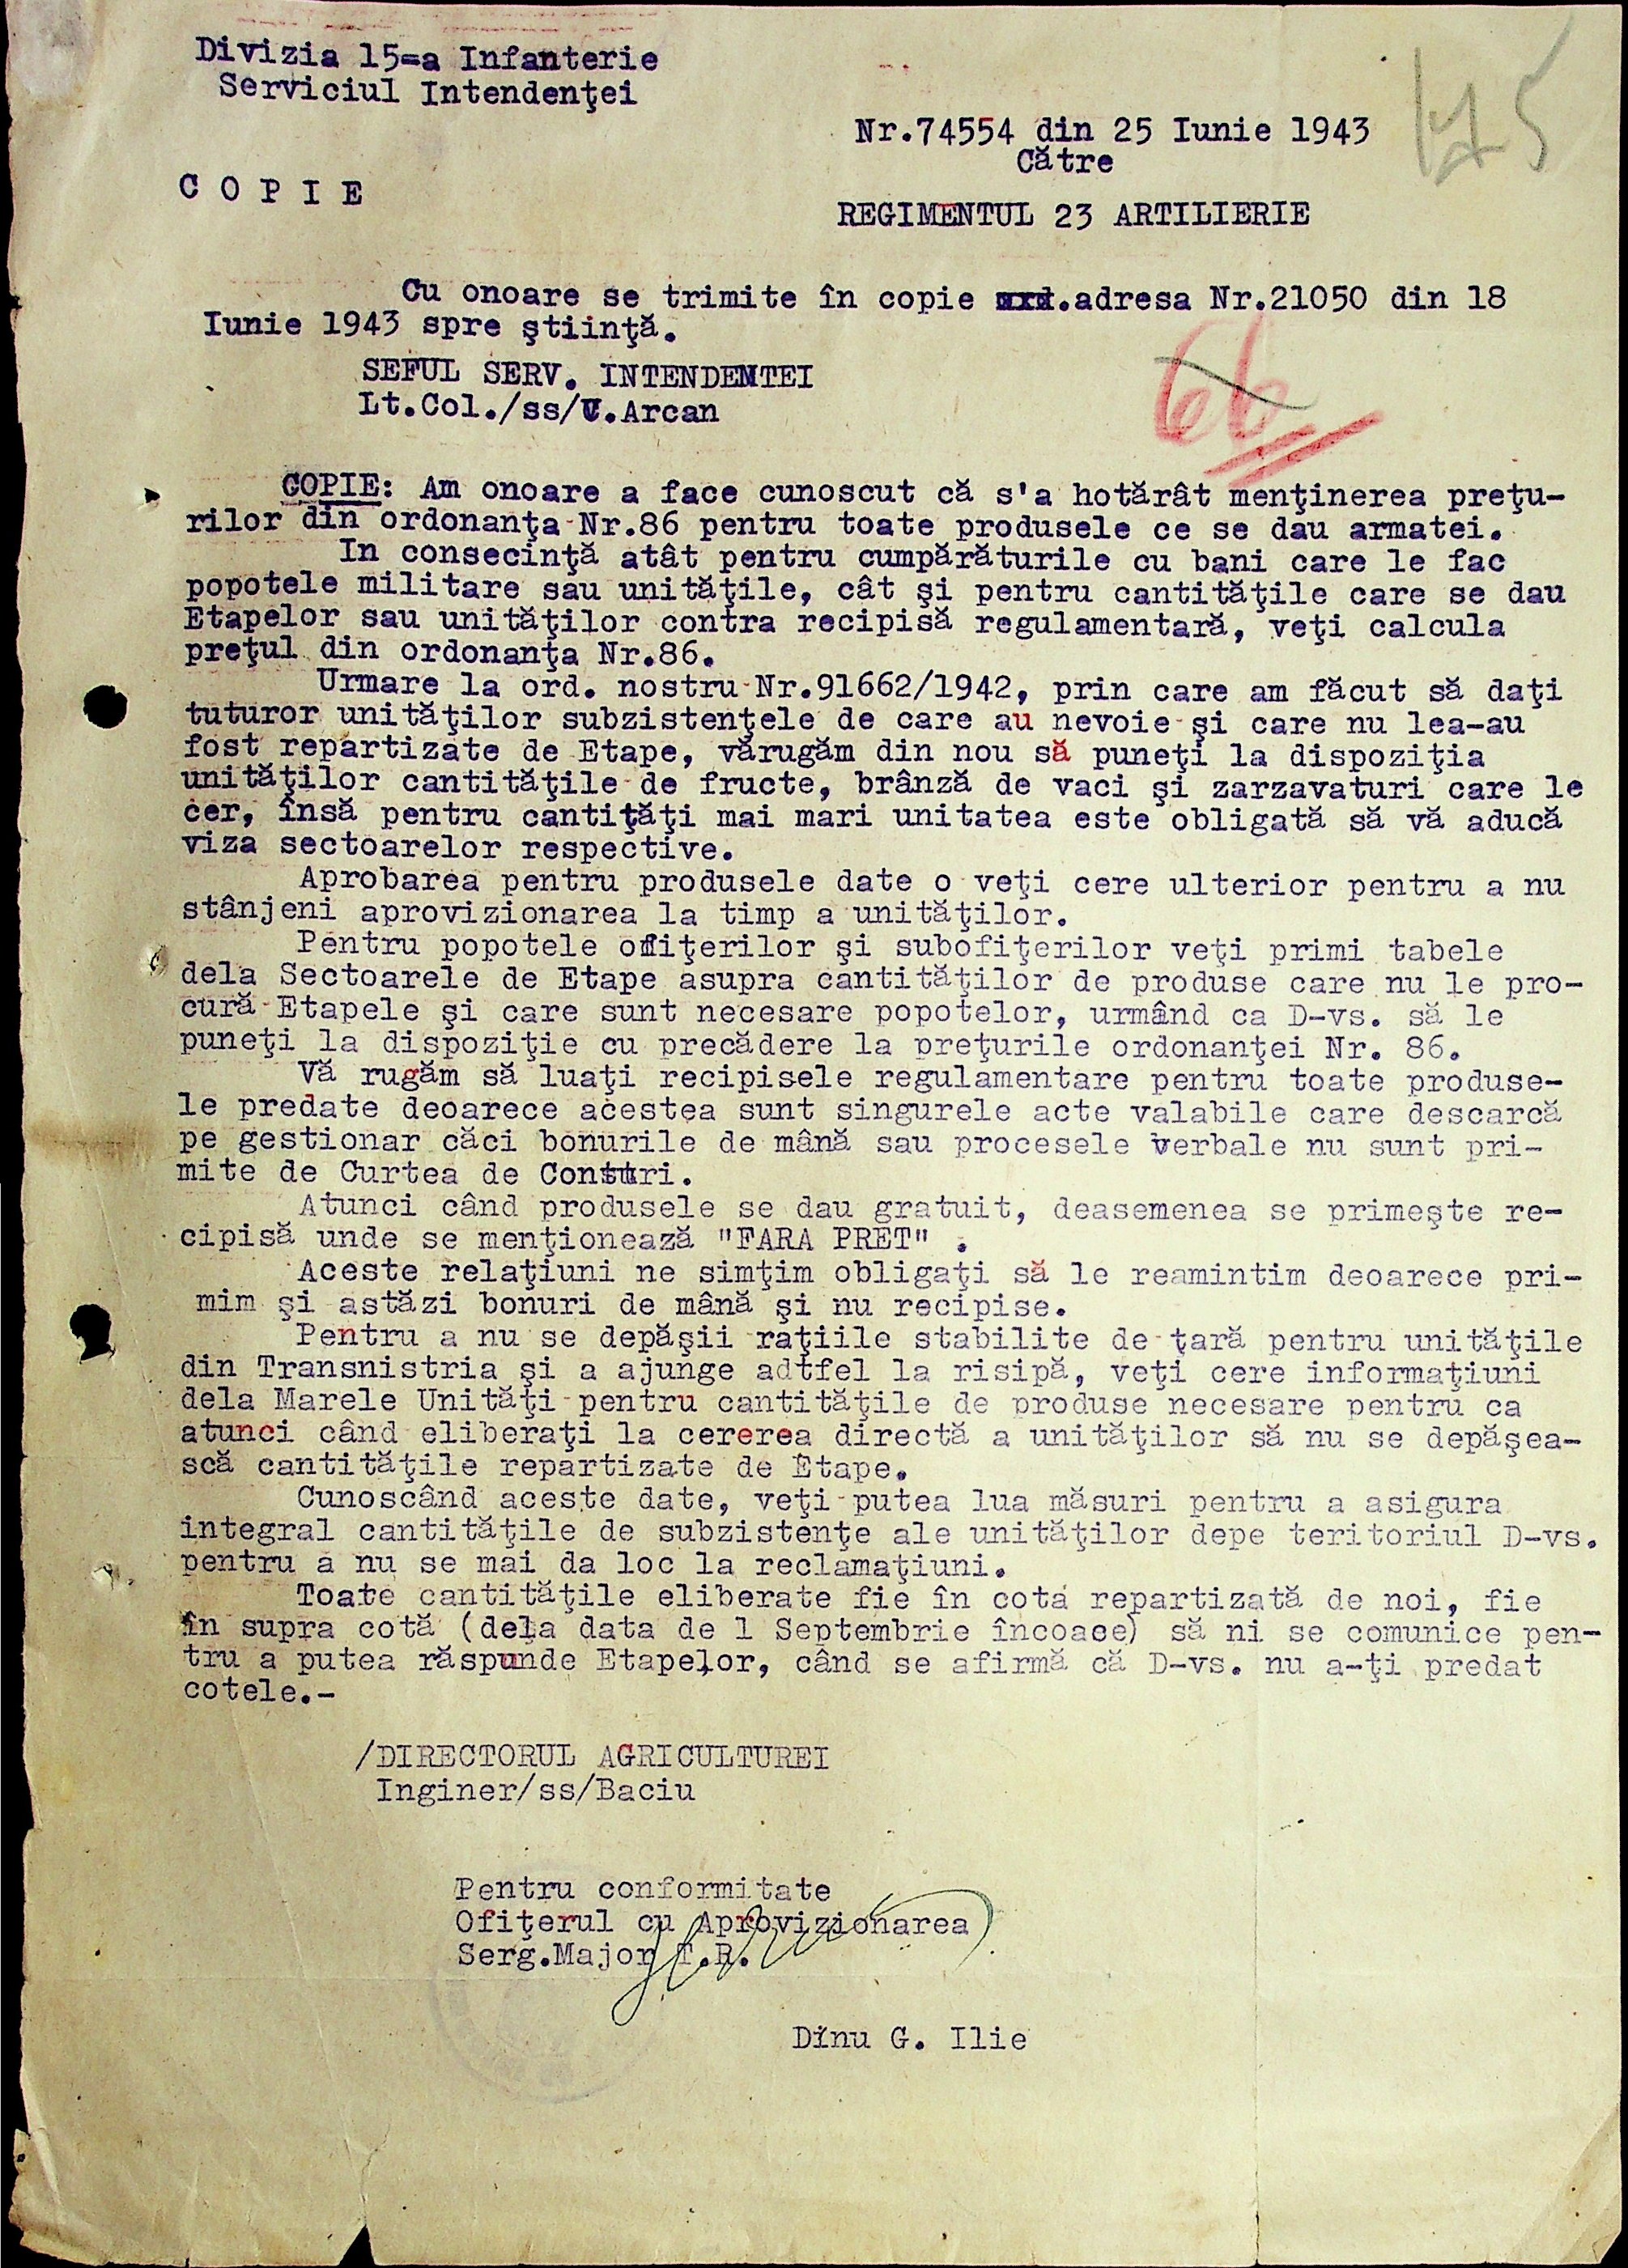 Divizia 15=a Infanterie
Serviciul Intendenţei
175
Nr.74554 din 25 Iunie 1943
Către
C O P I E
REGIMENTUL 23 ARTILIERIE
Cu onoare se trimite în copie .adresa Nr.21050 din 18
Iunie 1943 spre ştiinţă.
66
SEFUL SERV. INTENDENTEI
Lt.Col./ss/V.Arcan
COPIE: Am onoare a face cunoscut că s'a hotărât menţinerea preţu-
rilor din ordonanţa Nr.86 pentru toate produsele ce se dau armatei.
In consecinţă atât pentru cumpărăturile cu bani care le fac
popotele militare sau unităţile, cât şi pentru cantităţile care se dau
Etapelor sau unităţilor contra recipisă regulamentară, veţi calcula
preţul din ordonanţa Nr.86.
Urmare la ord. nostru Nr.91662/1942, prin care am făcut să daţi
tuturor unităţilor subzistenţele de care au nevoie şi care nu lea-au
fost repartizate de Etape, vărugăm din nou să puneţi la dispoziţia
unităţilor cantităţile de fructe, brânză de vaci şi zarzavaturi care le
cer, însă pentru cantiţăţi mai mari unitatea este obligată să vă aducă
viza sectoarelor respective.
Aprobarea pentru produsele date o veţi cere ulterior pentru a nu
stânjeni aprovizionarea la timp a unităţilor.
Pentru popotele ofiţerilor şi subofiţerilor veţi primi tabele
dela Sectoarele de Etape asupra cantităţilor de produse care nu le pro-
cură Etapele şi care sunt necesare popotelor, urmând ca D-vs. să le
puneţi la dispoziţie cu precădere la preţurile ordonanţei Nr. 86.
Vă rugăm să luaţi recipisele regulamentare pentru toate produse-
le predate deoarece acestea sunt singurele acte valabile care descarcă
pe gestionar căci bonurile de mână sau procesele verbale nu sunt pri-
mite de Curtea de Conturi.
Atunci când produsele se dau gratuit, deasemenea se primeşte re-
cipisă unde se menţionează "FARA PRET" .
Aceste relaţiuni ne simţim obligaţi să le reamintim deoarece pri-
mim şi astăzi bonuri de mână şi nu recipise.
Pentru a nu se depăşii raţiile stabilite de ţară pentru unităţile
din Transnistria şi a ajunge adtfel la risipă, veţi cere informaţiuni
dela Marele Unităţi pentru cantităţile de produse necesare pentru ca
atunci când eliberaţi la cererea directă a unităţilor să nu se depăşea-
scă cantităţile repartizate de Etape.
Cunoscând aceste date, veţi putea lua măsuri pentru a asigura
integral cantităţile de subzistenţe ale unităţilor depe teritoriul D-vs.
pentru a nu se mai da loc la reclamaţiuni.
Toate cantităţile eliberate fie în cota repartizată de noi, fie
în supra cotă (dela data de 1 Septembrie încoace) să ni se comunice pen-
tru a putea răspunde Etapelor, când se afirmă că D-vs. nu a-ţi predat
cotele.-
/DIRECTORUL AGRICULTUREI
Inginer/ss/Baciu
Pentru conformitate
Ofiţerul cu Aprovizionarea
Serg.Major T.R.
Dinu G. Ilie